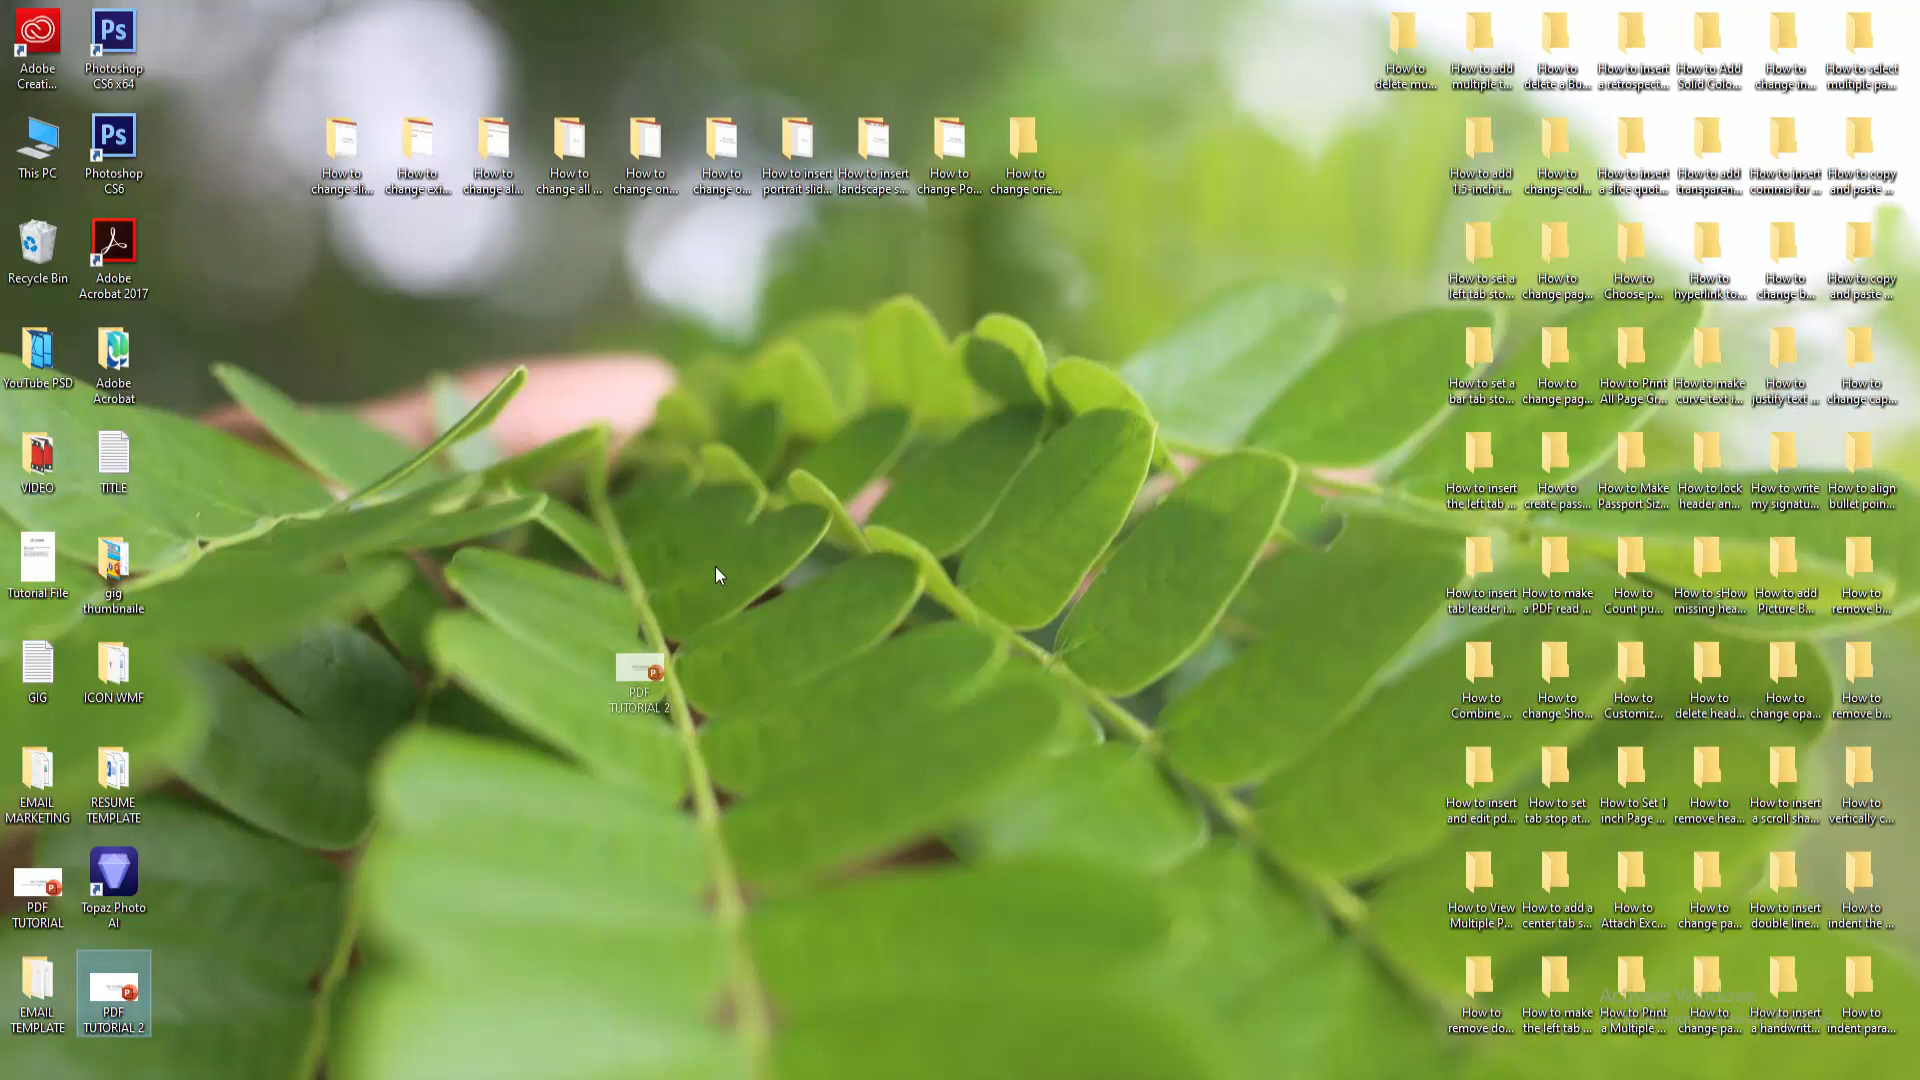 Adobe
Creati...
Photoshop
CS6 x64
This PC
Photoshop
CS6
Recycle Bin
Adobe
Acrobat 2017
YouTube PSD
Adobe
Acrobat
VIDEO
TITLE
Tutorial File
gig
thumbnaile
GIG
ICON WMF
EMAIL
MARKETING
RESUME
TEMPLATE
PDF
TUTORIAL
Topaz Photo
AI
EMAIL
TEMPLATE
PDF
TUTORIAL 2
How to
change sli...
How to
change exi...
How to
change al...
How to
change all ...
How to
change on...
How to
change o...
How to insert
portrait slid...
How to insert
landscape s...
How to
change Po...
How to
change orie...
PDF
TUTORIAL 2
How to
delete mu...
How to add
multiple t...
How to
delete a Bu...
How to insert
a retrospect...
How to Add
Solid Colo...
How to
change in...
How to select
multiple pa...
How to add
1.5-inch t...
How to
change col...
How to insert
a slice quot...
How to add
transparen...
How to insert
comma for ...
How to copy
and paste ...
How to set a
left tab sto...
How to
change pag...
How to
Choose p...
How to
hyperlink to...
How to
change b...
How to copy
and paste ...
How to set a
bar tab sto...
How to
change pag...
How to Print
All Page Gr...
How to make
curve text i...
How to
justify text ...
How to
change cap...
How to insert
the left tab ...
How to
create pass...
How to Make
Passport Siz...
How to lock
header an...
How to write
my signatu...
How to align
bullet poin...
How to insert
tab leader i...
How to make
a PDF read ...
How to
Count pu...
How to sHow
missing hea...
How to add
Picture B...
How to
remove b...
How to
Combine ...
How to
change Sho...
How to
Customiz...
How to
delete head...
How to
change opa...
How to
remove b...
How to insert
and edit pd...
How to set
tab stop at...
How to Set 1
inch Page ...
How to
remove hea...
How to insert
a scroll sha...
How to
vertically c...
How to View
Multiple P...
How to add a
center tab s...
How to
Attach Exc...
How to
change pa...
How to insert
double line...
How to
indent the ...
How to
remove do...
How to make
the left tab ...
How to Print
a Multiple ...
How to
change pa...
How to insert
a handwritt...
How to
indent para...
Activate Windows